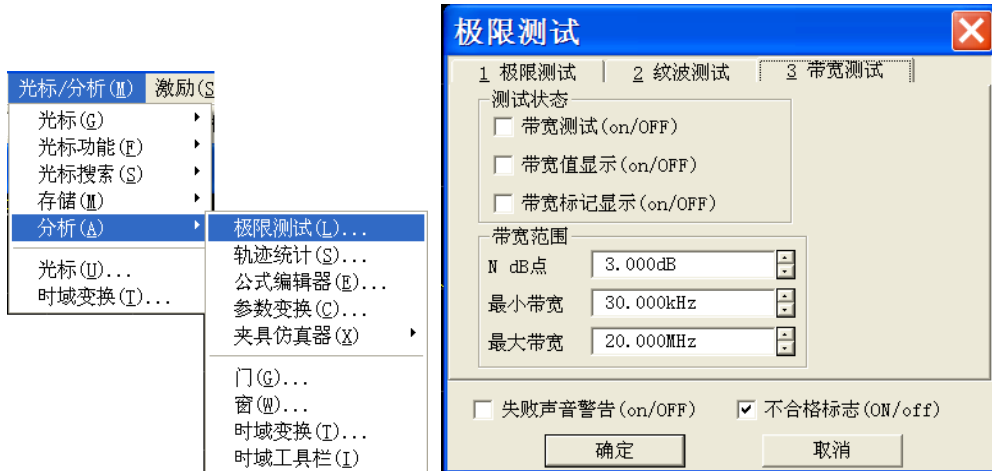 光标/分析(M) 激励(S
光标(G)
光标功能(F)
光标搜索(S)
存储(M)
分析(A)
光标(U)...
时域变换(T)...
极限测试(L)...
轨迹统计(S)...
公式编辑器(E)...
参数变换(C)...
夹具仿真器(X)
门(G)...
窗(W)...
时域变换(T)...
时域工具栏(I)
极限测试
1 极限测试 2 纹波测试 3 带宽测试
测试状态
带宽测试(on/OFF)
带宽值显示(on/OFF)
带宽标记显示(on/OFF)
带宽范围
N dB点 3.000dB
最小带宽 30.000kHz
最大带宽 20.000MHz
失败声音警告(on/OFF) 不合格标志(ON/off)
确定 取消